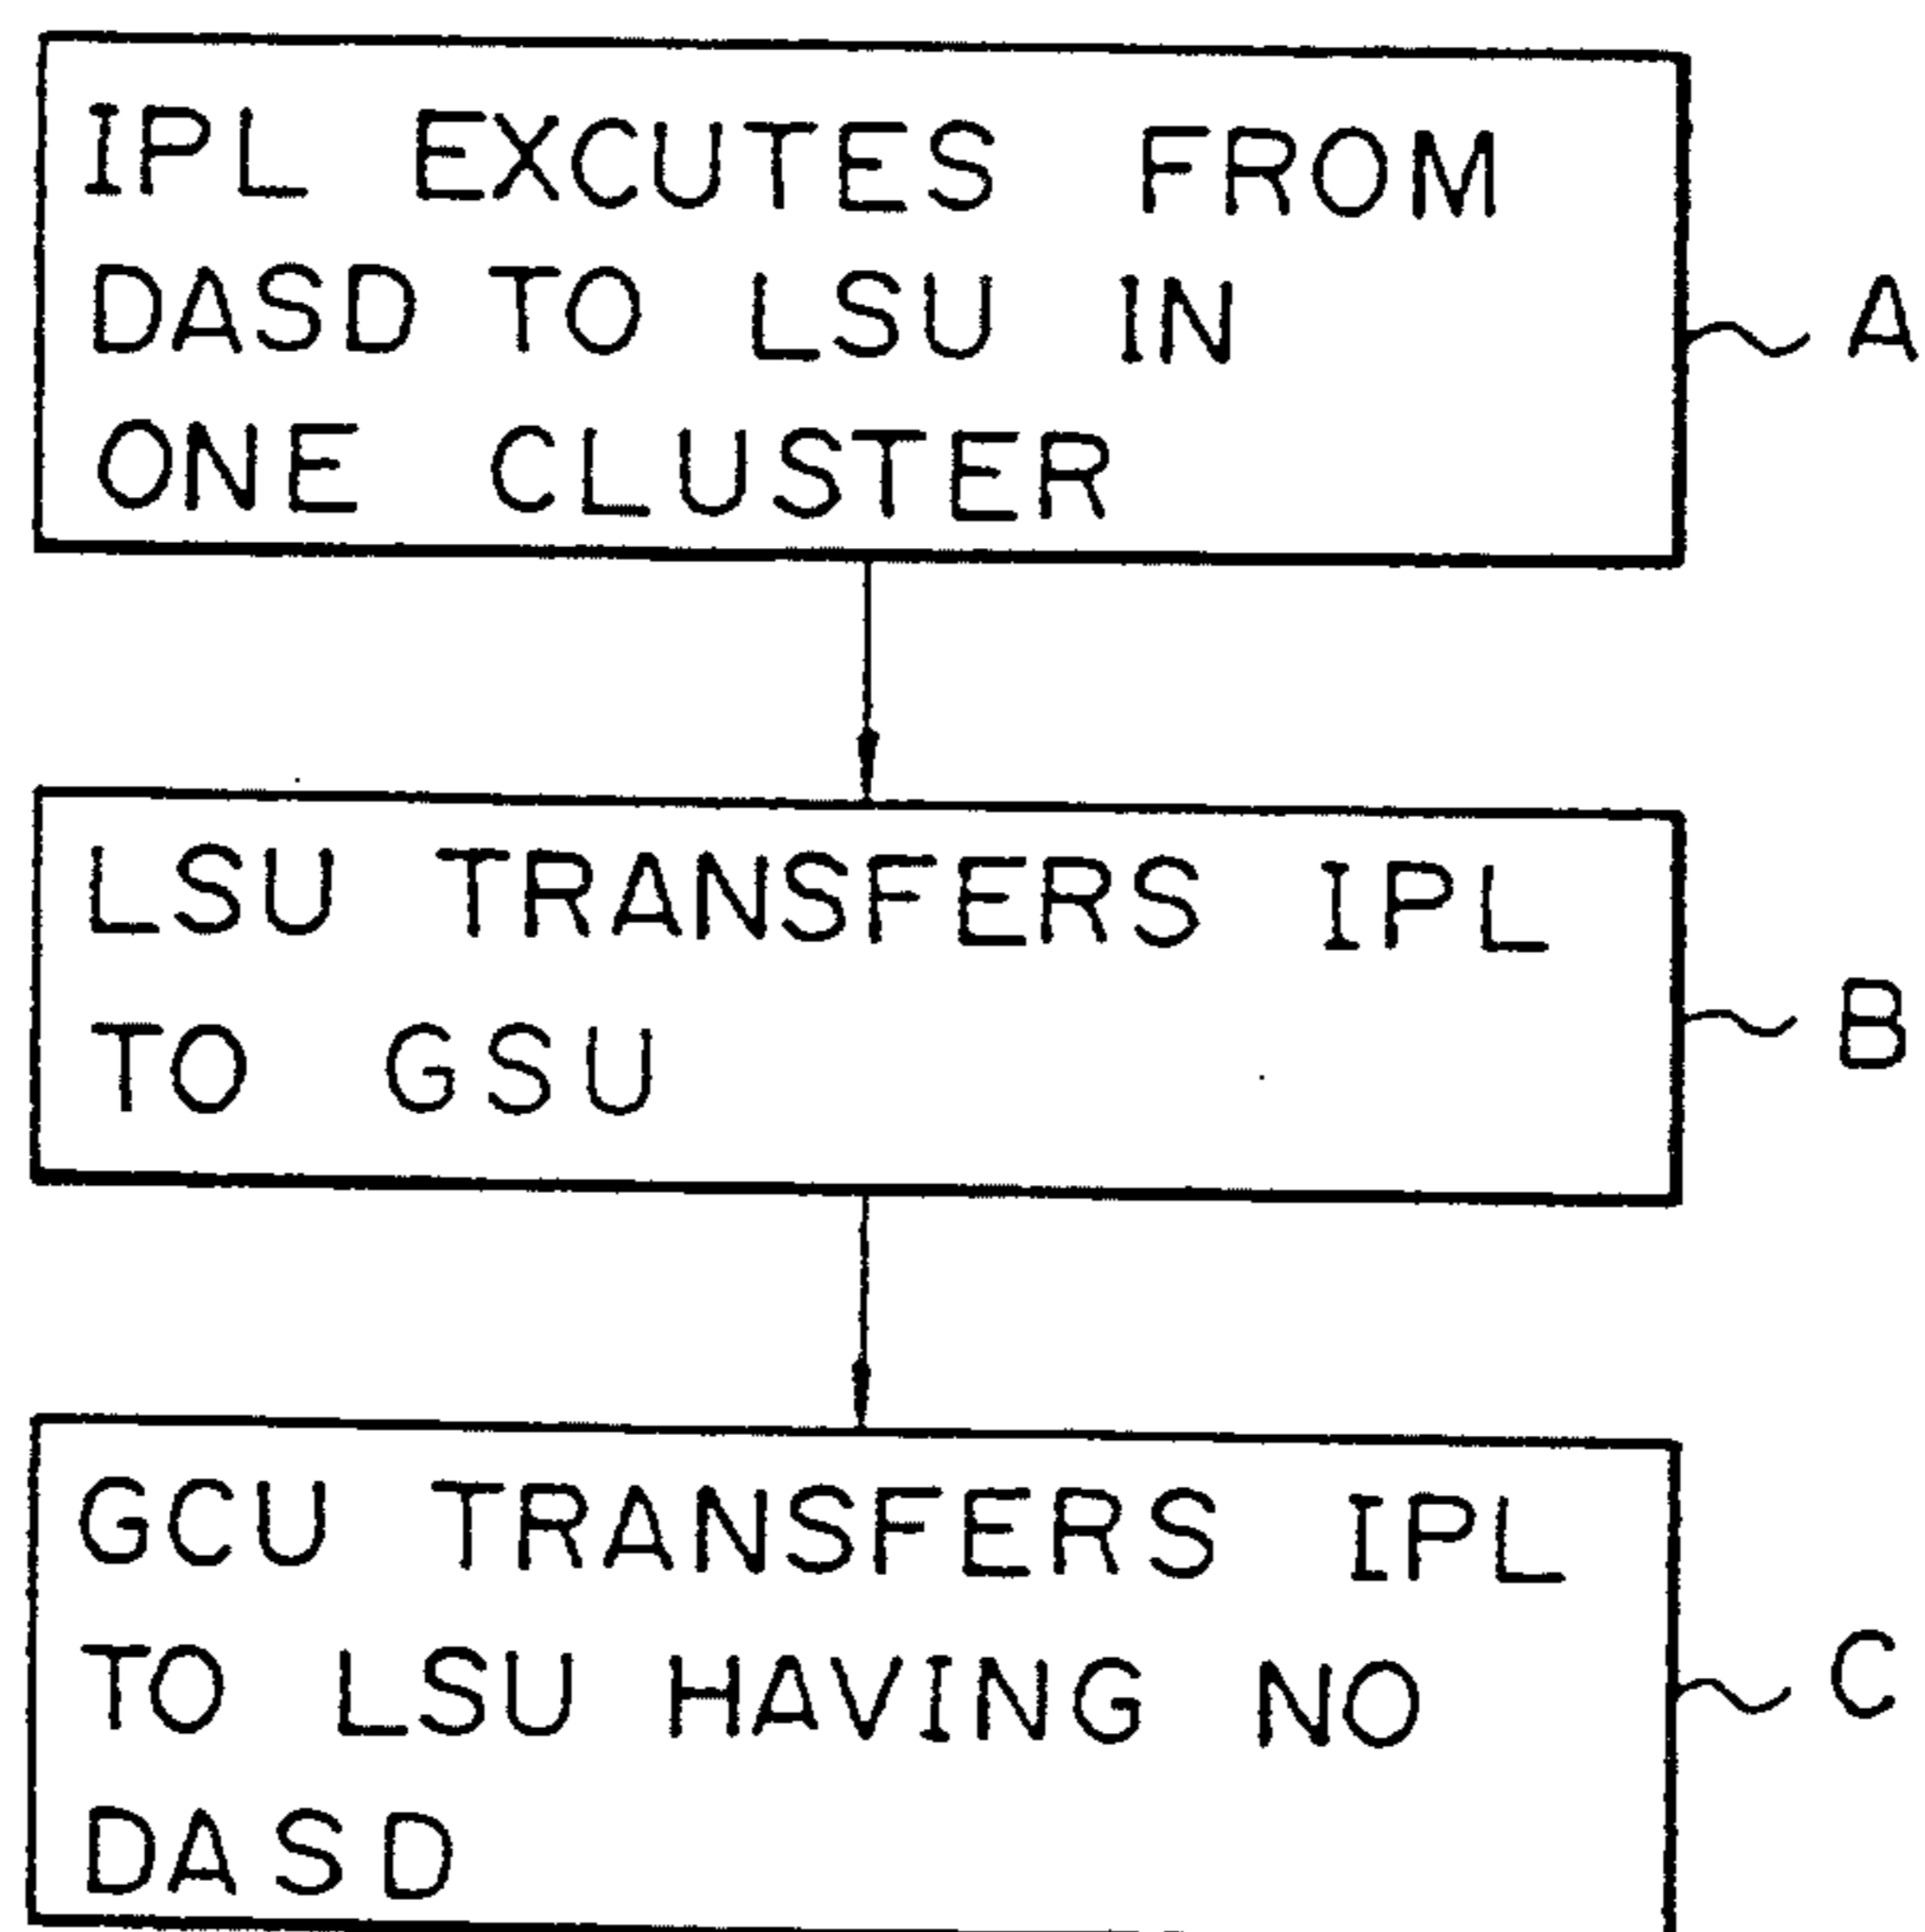 IPL EXCUTES FROM
DASD TO LSU IN
ONE CLUSTER
A
LSU TRANSFERS IPL
TO GSU
B
GCU TRANSFERS IPL
TO LSU HAVING NO
DASD
C